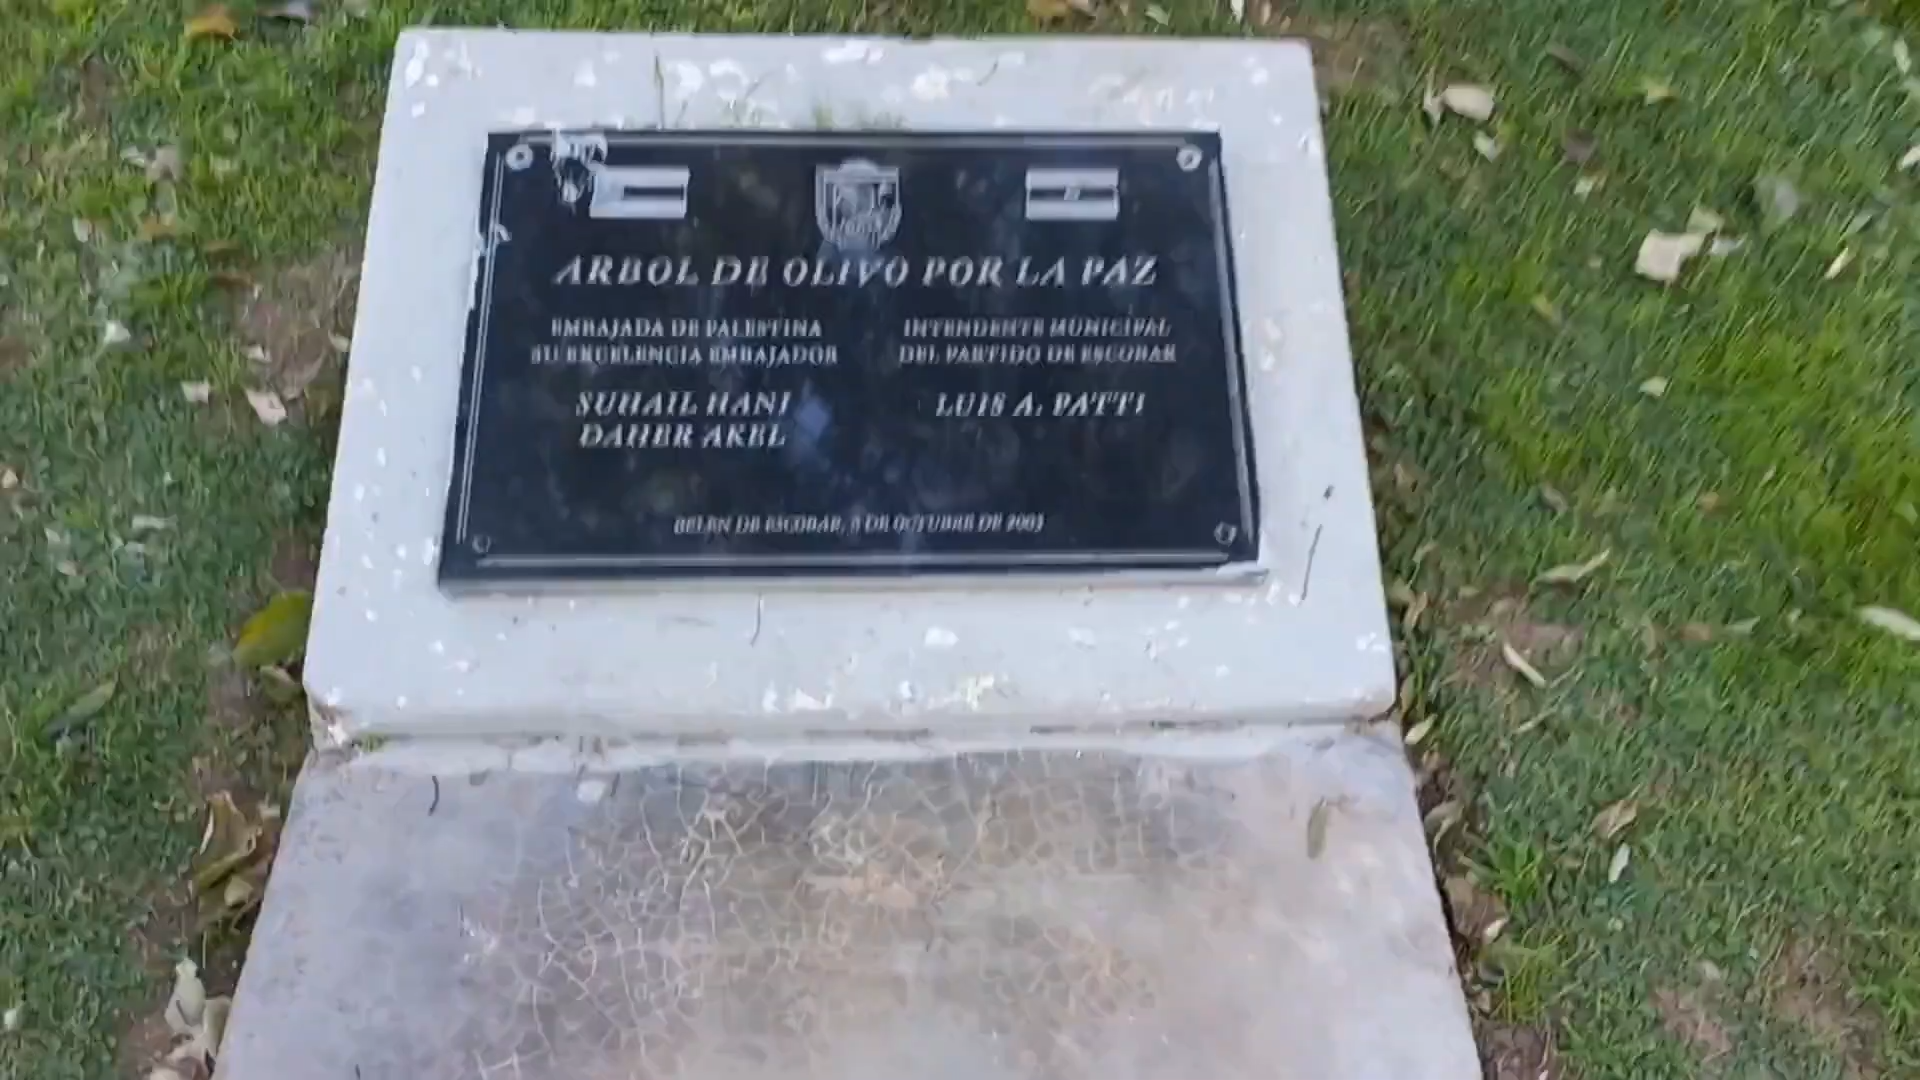 ARBOL DE OLIVO POR LA PAZ
EMBAJADA DE PALESTINA
SU EXCELENCIA EMBAJADOR
SUHAIL HANI
DAHER AKEL
INTENDENTE MUNICIPAL
DEL PARTIDO DE ESCOBAR
LUIS A. PATTI
BELEN DE ESCOBAR, DE OCTUBRE DE